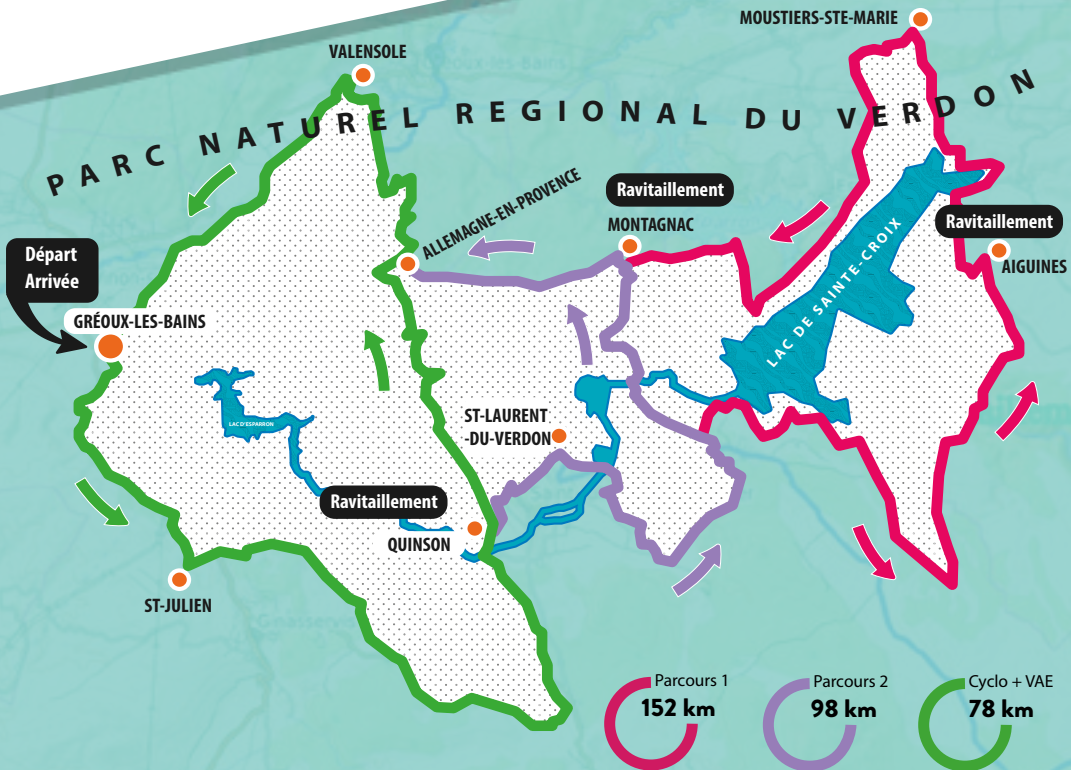 MOUSTIERS-STE-MARIE
VALENSOLE
PARC NATUREL REGIONAL DU VERDON
ALLEMAGNE-EN-PROVENCE
Ravitaillement
MONTAGNAC
Ravitaillement
AIGUINES
Départ
Arrivée
GRÉOUX-LES-BAINS
LAC DE SAINTE-CROIX
LAC D'ESPARRON
ST-LAURENT
-DU-VERDON
Ravitaillement
QUINSON
ST-JULIEN
Parcours 1
152 km
Parcours 2
98 km
Cyclo + VAE
78 km